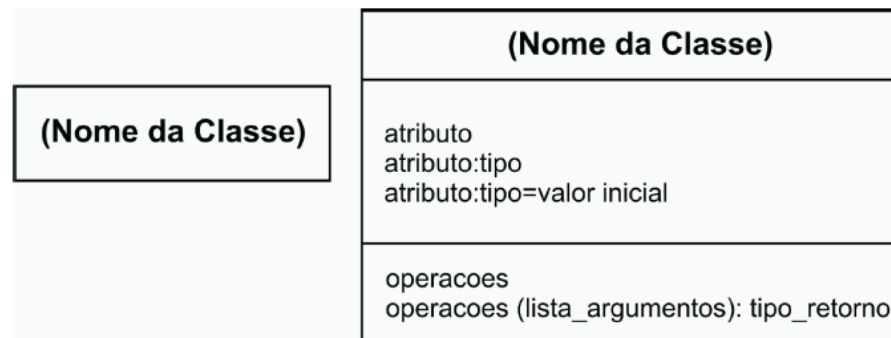 (Nome da Classe)
(Nome da Classe)
atributo
atributo:tipo
atributo:tipo=valor inicial
operacoes
operacoes (lista_argumentos): tipo_retorno